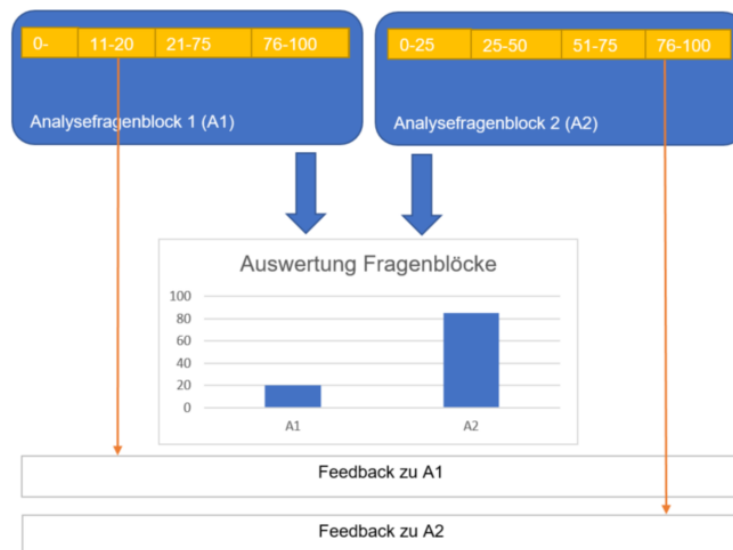 0- 11-20 21-75 76-100
Analysefragenblock 1 (A1)
0-25 25-50 51-75 76-100
Analysefragenblock 2 (A2)
Auswertung Fragenblöcke
100
80
60
40
20
0
A1 A2
Feedback zu A1
Feedback zu A2